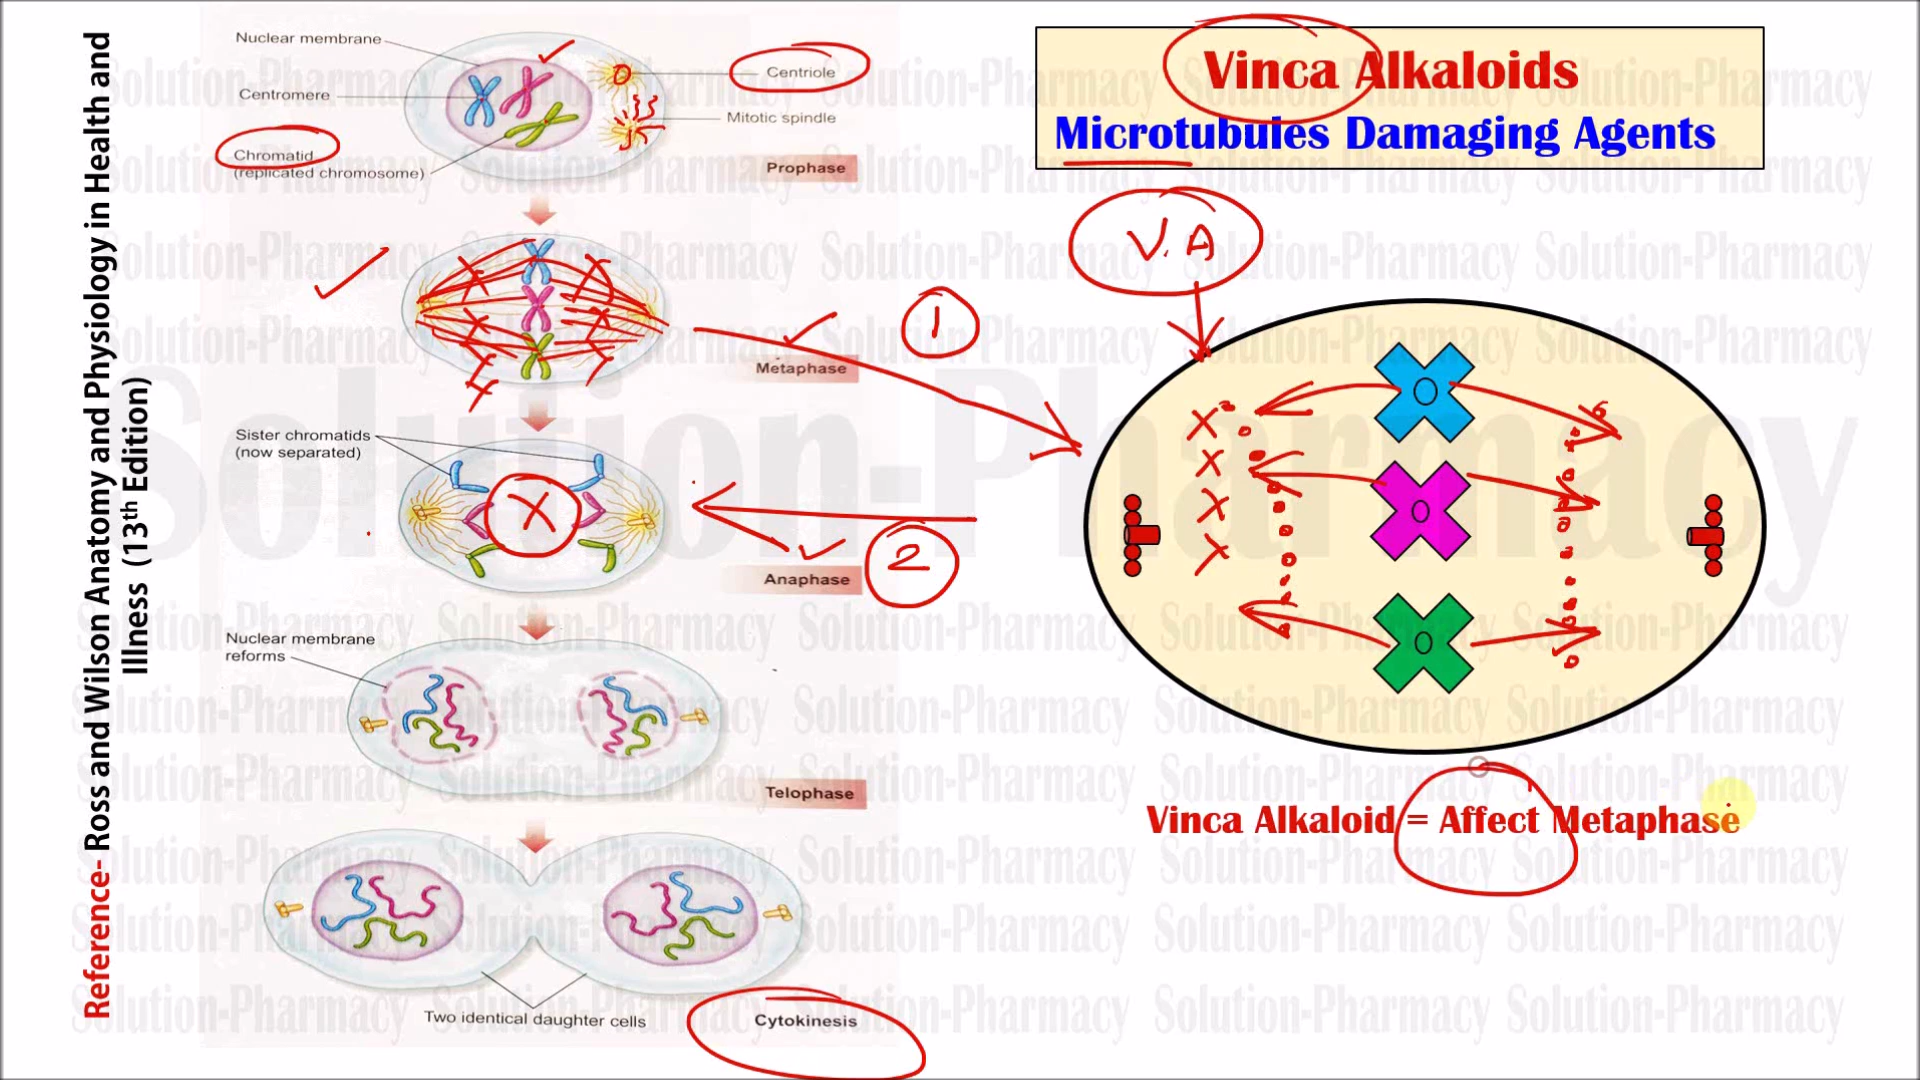 Reference- Ross and Wilson Anatomy and Physiology in Health and
Illness (13th Edition)
Nuclear membrane
Centromere
Chromatid
(replicated chromosome)
Centriole
Mitotic spindle
Prophase
Metaphase
1
Sister chromatids
(now separated)
Anaphase
2
Nuclear membrane
reforms
Telophase
Two identical daughter cells
Cytokinesis
Vinca Alkaloids
Microtubules Damaging Agents
V.A
Vinca Alkaloid = Affect Metaphase
Solution-Pharmacy